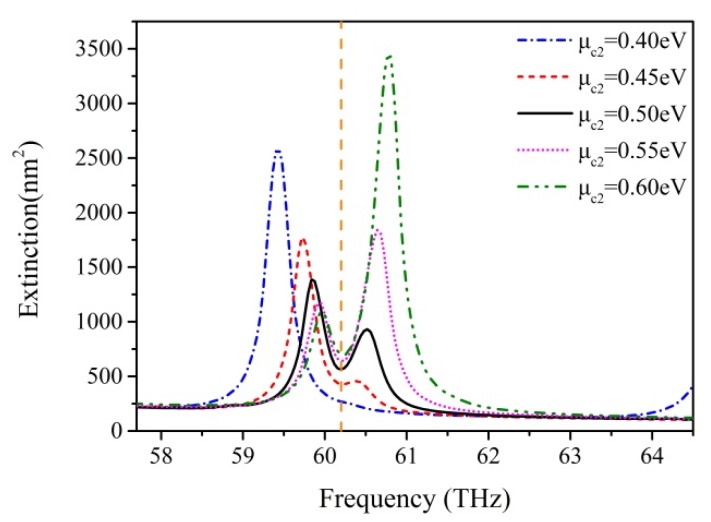 3500
3000
2500
2000
1500
1000
500
0
Extinction(nm²)
μc2=0.40eV
μc2=0.45eV
μc2=0.50eV
μc2=0.55eV
μc2=0.60eV
58 59 60 61 62 63 64
Frequency (THz)